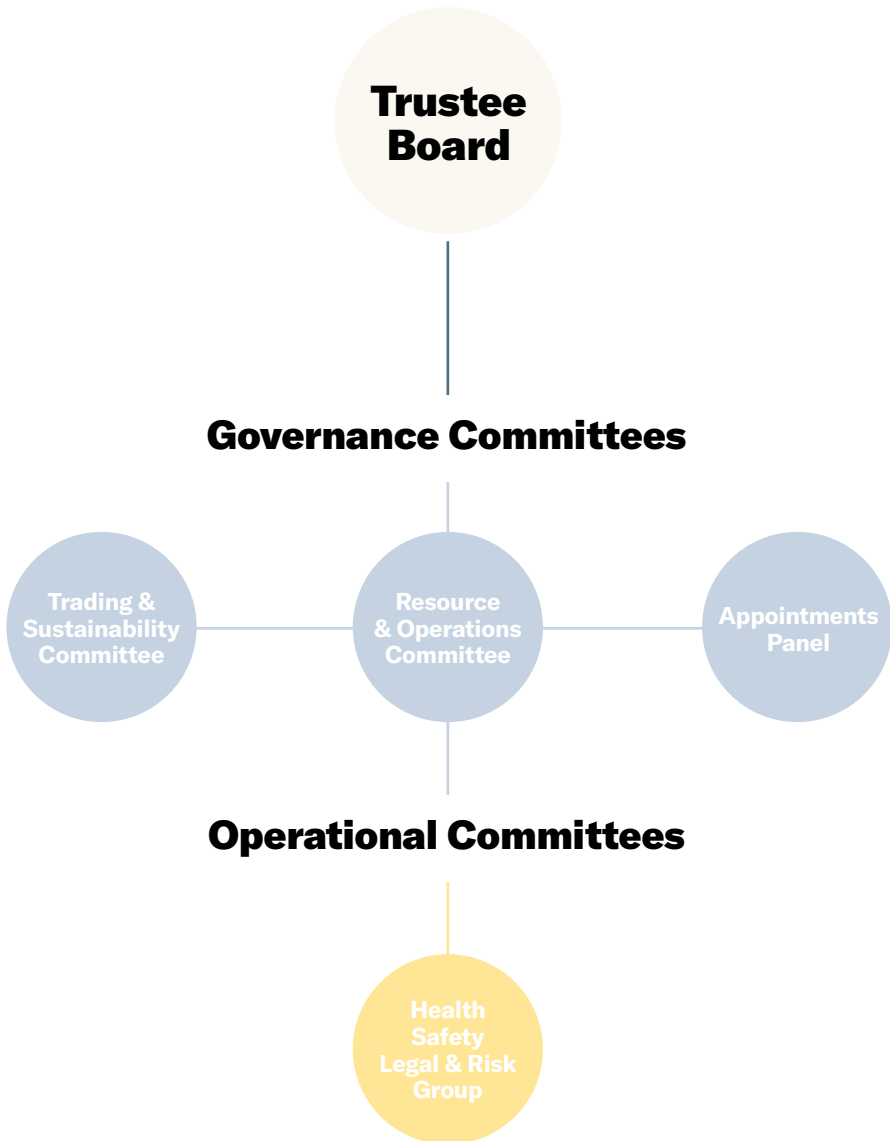 Trustee
Board
Governance Committees
Trading &
Sustainability
Committee
Resource
& Operations
Committee
Appointments
Panel
Operational Committees
Health
Safety
Legal & Risk
Group